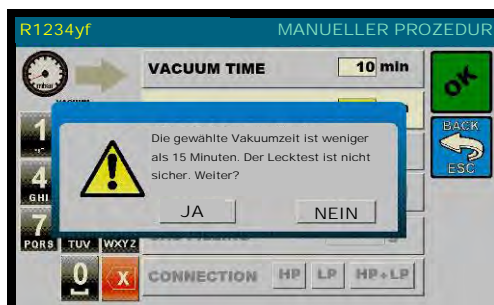 R1234yf MANUELLER PROZEDUR
mbar
VACUUM TIME 10 min
OK
BACK
ESC
1
Die gewählte Vakuumzeit ist weniger
als 15 Minuten. Der Lecktest ist nicht
sicher. Weiter?
JA NEIN
4
GHI
7
PQRS TUV WXYZ
0 X
CONNECTION HP LP HP+LP